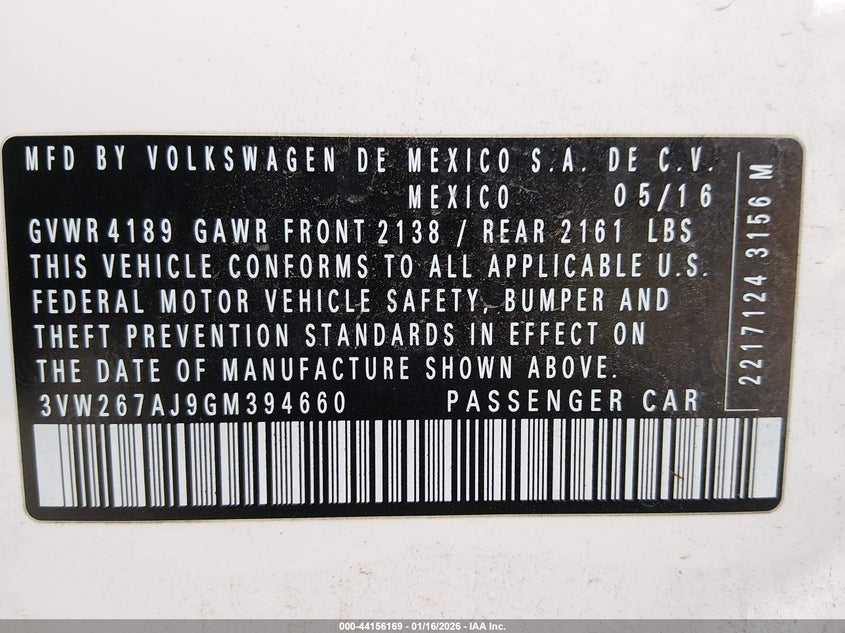 MFD BY VOLKSWAGEN DE MEXICO S.A. DE C.V.
MEXICO 05/16
GVWR 4189 GAWR FRONT 2138 / REAR 2161 LBS
THIS VEHICLE CONFORMS TO ALL APPLICABLE U.S.
FEDERAL MOTOR VEHICLE SAFETY, BUMPER AND
THEFT PREVENTION STANDARDS IN EFFECT ON
THE DATE OF MANUFACTURE SHOWN ABOVE.
3VW267AJ9GM394660 PASSENGER CAR
2217124 3156 M
000-44156169 - 01/16/2026 - IAA Inc.